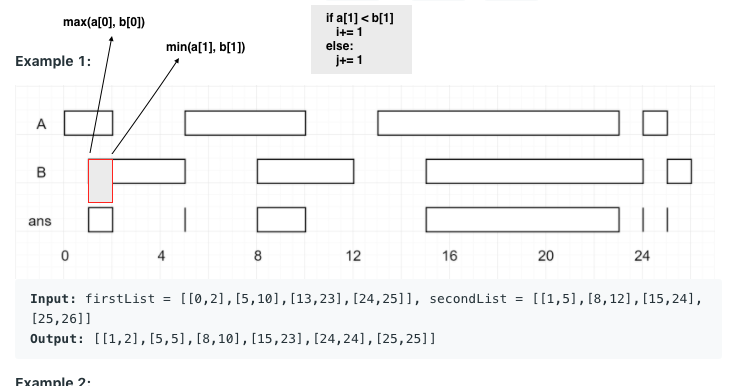 max(a[0], b[0])
min(a[1], b[1])
if a[1] < b[1]
i+= 1
else:
j+= 1
Example 1:
A
B
ans
0 4 8 12 16 20 24
Input: firstList = [[0,2],[5,10],[13,23],[24,25]], secondList = [[1,5],[8,12],[15,24],
[25,26]]
Output: [[1,2],[5,5],[8,10],[15,23],[24,24],[25,25]]
Example 2: